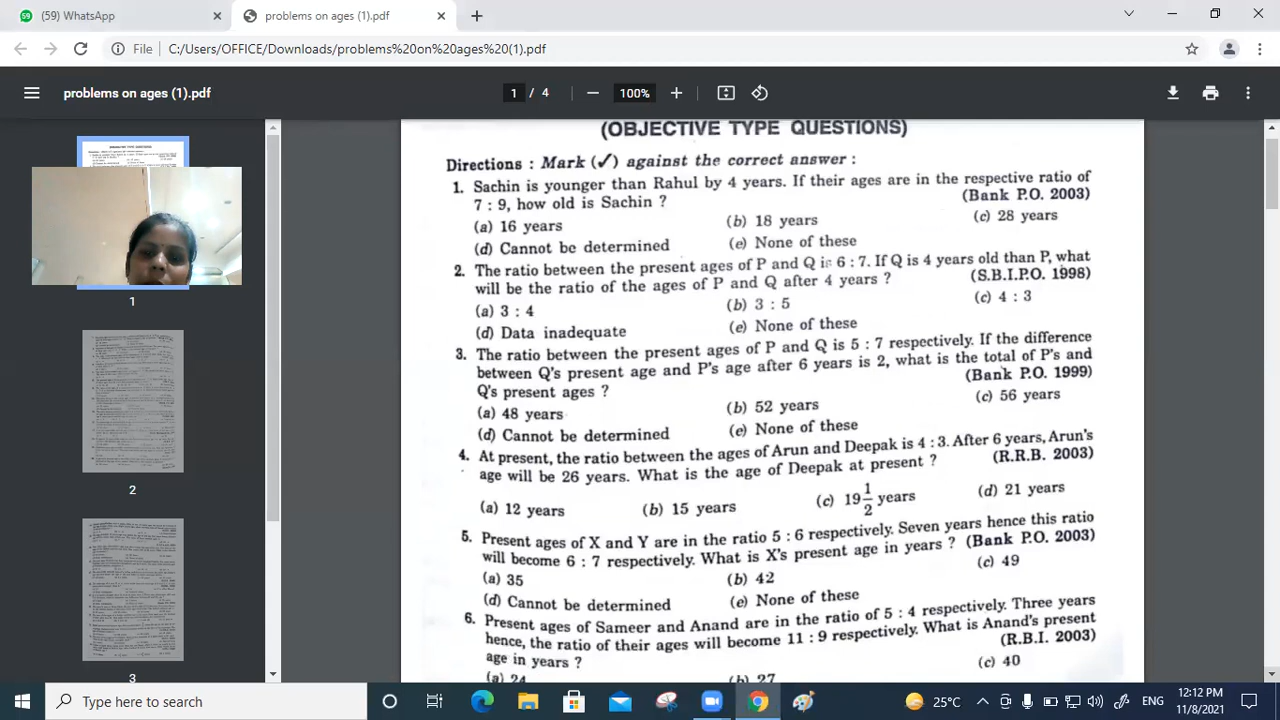 (59) WhatsApp
problems on ages (1).pdf
File C:/Users/OFFICE/Downloads/problems%20on%20ages%20(1).pdf
problems on ages (1).pdf
1 / 4
100%
(OBJECTIVE TYPE QUESTIONS)
Directions : Mark (✓) against the correct answer :
1. Sachin is younger than Rahul by 4 years. If their ages are in the respective ratio of
7 : 9, how old is Sachin ? (Bank P.O. 2003)
(a) 16 years (b) 18 years (c) 28 years
(d) Cannot be determined (e) None of these
2. The ratio between the present ages of P and Q is 6 : 7. If Q is 4 years old than P, what
will be the ratio of the ages of P and Q after 4 years ? (S.B.I.P.O. 1998)
(a) 3 : 4 (b) 3 : 5 (c) 4 : 3
(d) Data inadequate (e) None of these
3. The ratio between the present ages of P and Q is 5 : 7 respectively. If the difference
between Q's present age and P's age after 6 years is 2, what is the total of P's and
Q's present ages ? (Bank P.O. 1999)
(a) 48 years (b) 52 years (c) 56 years
(d) Cannot be determined (e) None of these
4. At present, the ratio between the ages of Arun and Deepak is 4 : 3. After 6 years, Arun's
age will be 26 years. What is the age of Deepak at present ? (R.R.B. 2003)
(a) 12 years (b) 15 years (c) 19 1/2 years (d) 21 years
5. Present ages of X and Y are in the ratio 5 : 6 respectively. Seven years hence this ratio
will become 6 : 7 respectively. What is X's present age in years ? (Bank P.O. 2003)
(a) 35 (b) 42 (c) 49
(d) Cannot be determined (e) None of these
6. Present ages of Sameer and Anand are in the ratio of 5 : 4 respectively. Three years
hence, the ratio of their ages will become 11 : 9 respectively. What is Anand's present
age in years ? (R.B.I. 2003)
(a) 24 (b) 27 (c) 40
1
2
3
Type here to search
25°C
ENG
12:12 PM
11/8/2021